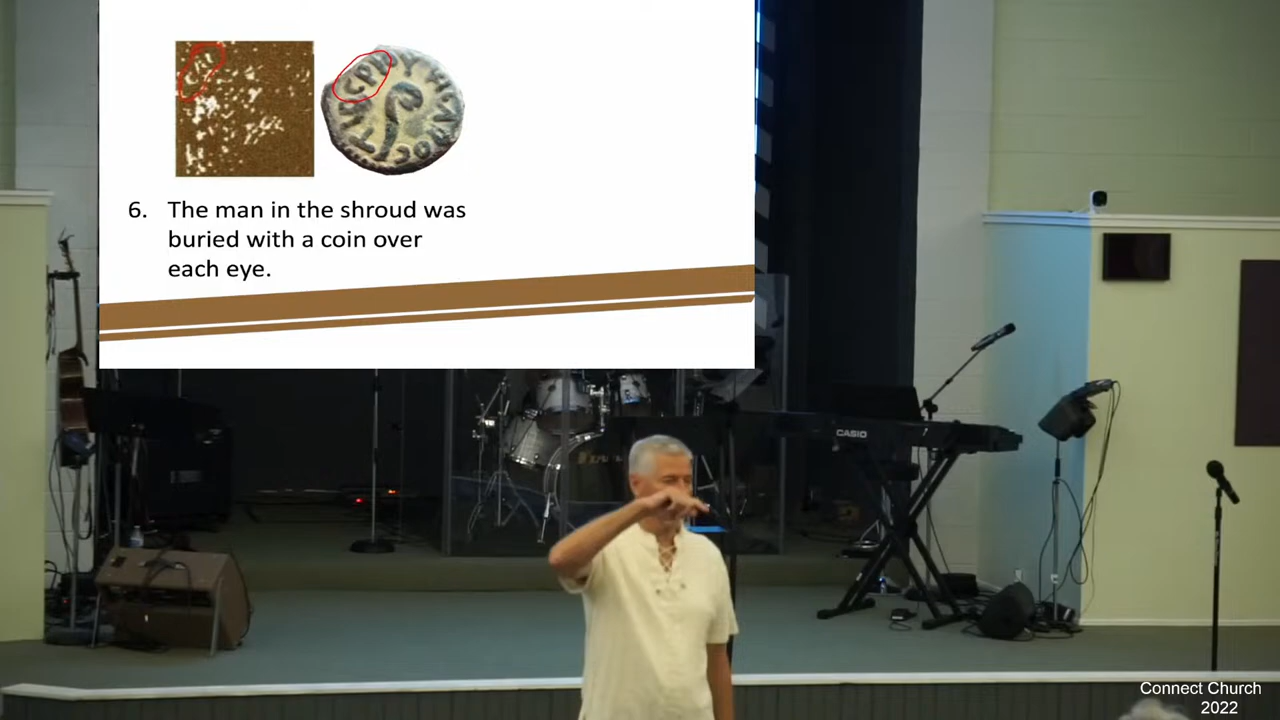 6. The man in the shroud was
buried with a coin over
each eye.
CASIO
Connect Church
2022